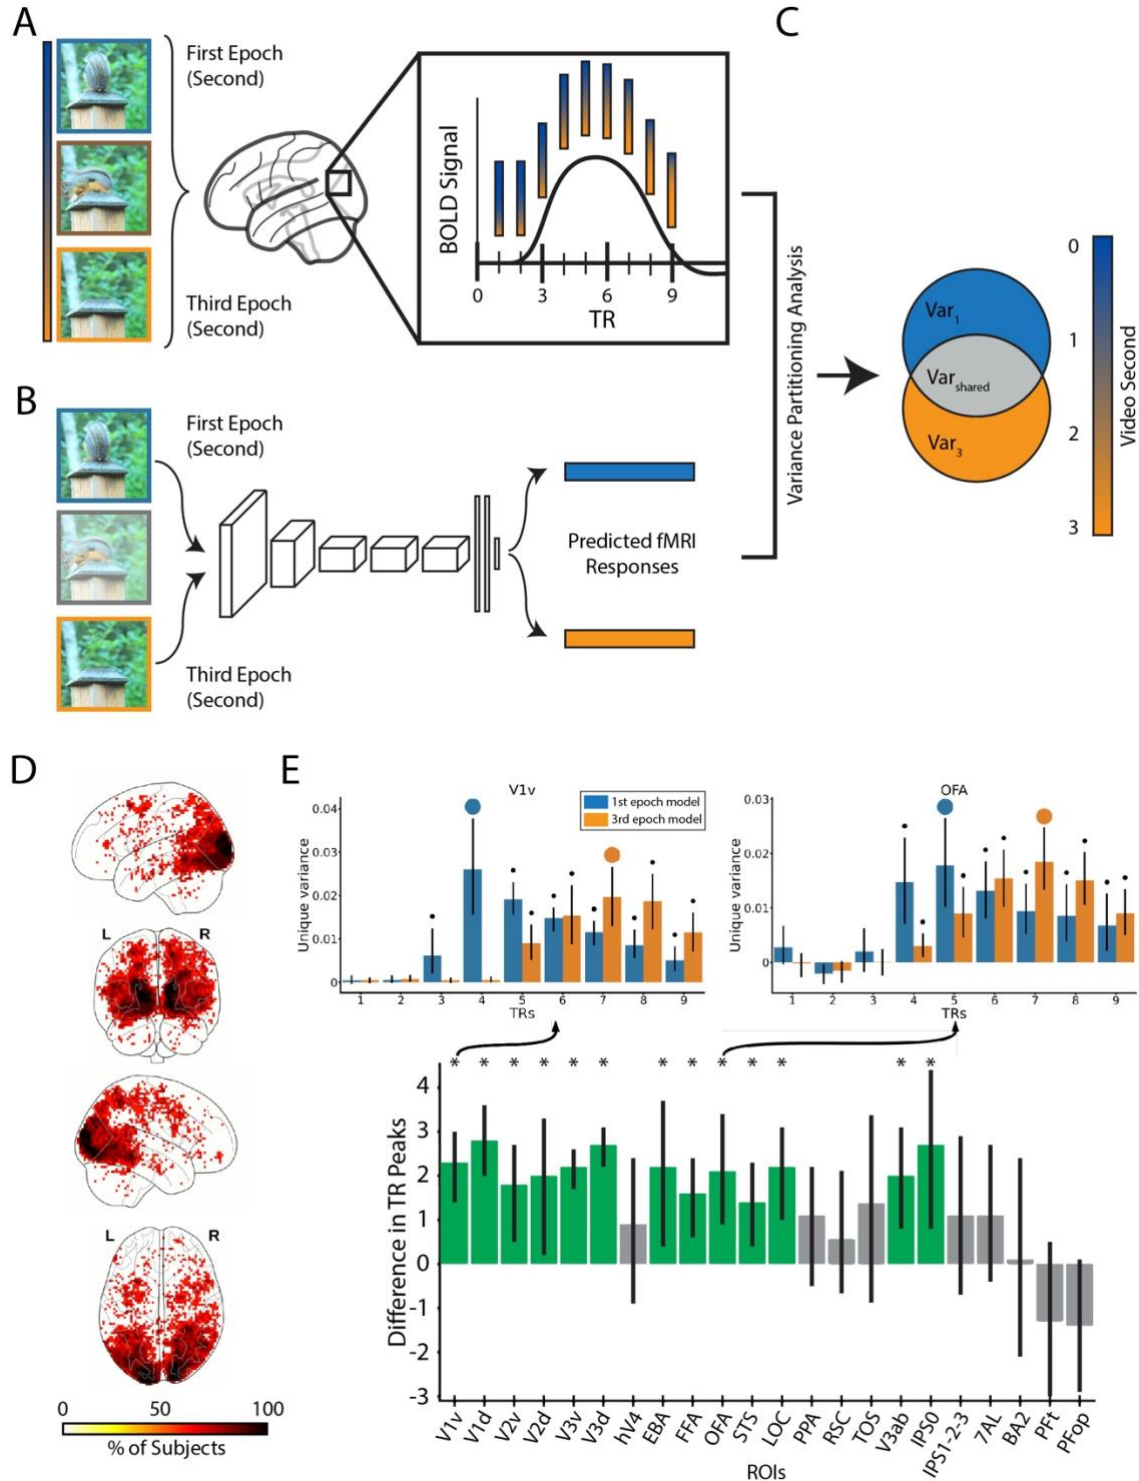 A
First Epoch
(Second)
Third Epoch
(Second)
BOLD Signal
0 3 6 9
TR
B
First Epoch
(Second)
Third Epoch
(Second)
Predicted fMRI
Responses
Variance Partitioning Analysis
C
Var1
Varshared
Var3
0
1
2
3
Video Second
D
L R
L R
0 50 100
% of Subjects
E
V1v
1st epoch model
3rd epoch model
Unique variance
0.04
0.03
0.02
0.01
0
1 2 3 4 5 6 7 8 9
TRs
OFA
Unique variance
0.03
0.02
0.01
0
1 2 3 4 5 6 7 8 9
TRs
* * * * * * * * * * * * *
Difference in TR Peaks
4
3
2
1
0
-1
-2
-3
V1v V1d V2v V2d V3v V3d hV4 EBA FFA OFA STS LOC PPA RSC TOS V3ab IPS0 IPS1-2-3 7AL BA2 PFt PFop
ROIs